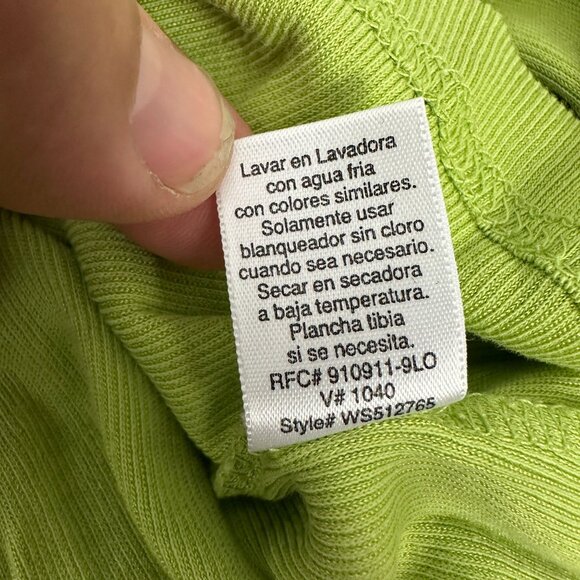 Lavar en Lavadora
con agua fria
con colores similares.
Solamente usar
blanqueador sin cloro
cuando sea necesario.
Secar en secadora
a baja temperatura.
Plancha tibia
si se necesita.
RFC# 910911-9LO
V# 1040
Style# WS512765